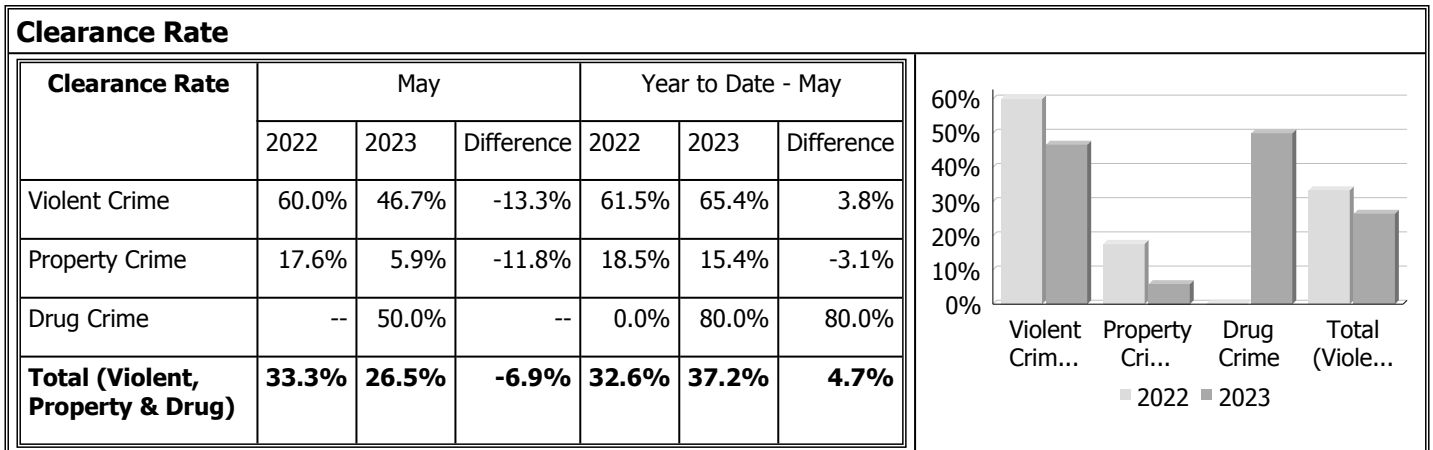 Clearance Rate
Clearance Rate May Year to Date - May
2022 2023 Difference 2022 2023 Difference
Violent Crime 60.0% 46.7% -13.3% 61.5% 65.4% 3.8%
Property Crime 17.6% 5.9% -11.8% 18.5% 15.4% -3.1%
Drug Crime -- 50.0% -- 0.0% 80.0% 80.0%
Total (Violent,
Property & Drug) 33.3% 26.5% -6.9% 32.6% 37.2% 4.7%
60%
50%
40%
30%
20%
10%
0%
Violent Property Drug Total
Crim... Cri... Crime (Viole...
2022 2023